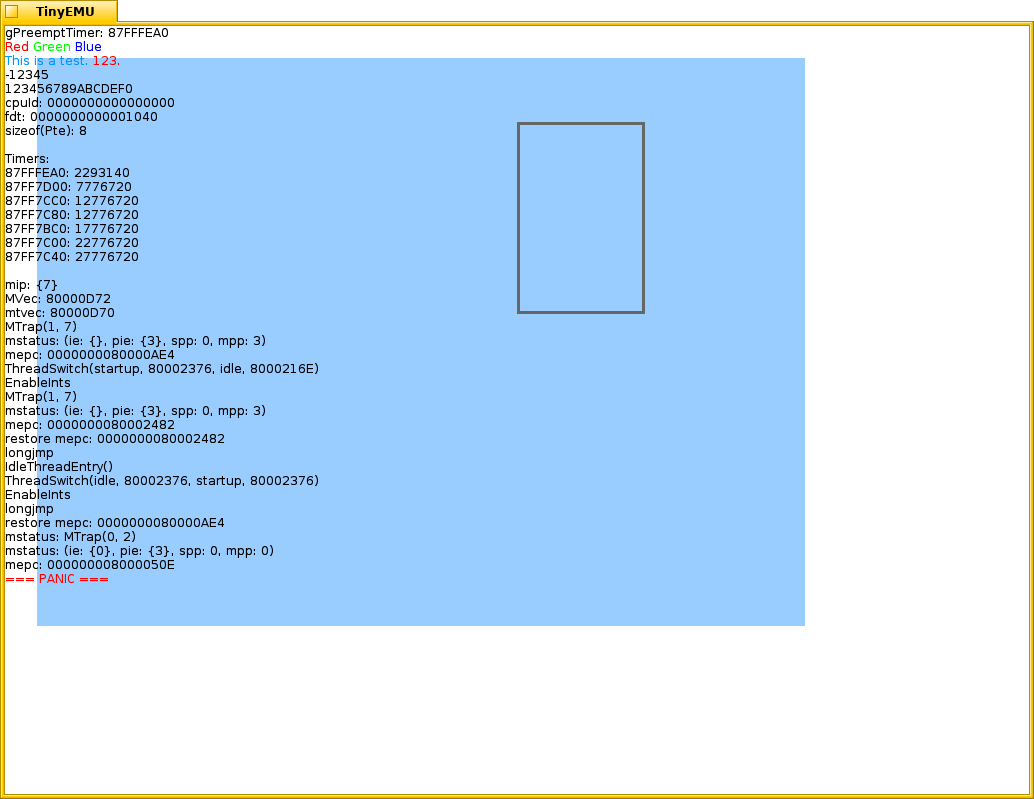 TinyEMU
gPreemptTimer: 87FFFEA0
Red Green Blue
This is a test. 123.
-12345
123456789ABCDEF0
cpuId: 0000000000000000
fdt: 0000000000001040
sizeof(Pte): 8
Timers:
87FFFEA0: 2293140
87FF7D00: 7776720
87FF7CC0: 12776720
87FF7C80: 12776720
87FF7BC0: 17776720
87FF7C00: 22776720
87FF7C40: 27776720
mip: {7}
MVec: 80000D72
mtvec: 80000D70
MTrap(1, 7)
mstatus: (ie: {}, pie: {3}, spp: 0, mpp: 3)
mepc: 0000000080000AE4
ThreadSwitch(startup, 80002376, idle, 8000216E)
EnableInts
MTrap(1, 7)
mstatus: (ie: {}, pie: {3}, spp: 0, mpp: 3)
mepc: 0000000080002482
restore mepc: 0000000080002482
longjmp
IdleThreadEntry()
ThreadSwitch(idle, 80002376, startup, 80002376)
EnableInts
longjmp
restore mepc: 0000000080000AE4
mstatus: MTrap(0, 2)
mstatus: (ie: {0}, pie: {3}, spp: 0, mpp: 0)
mepc: 000000008000050E
=== PANIC ===